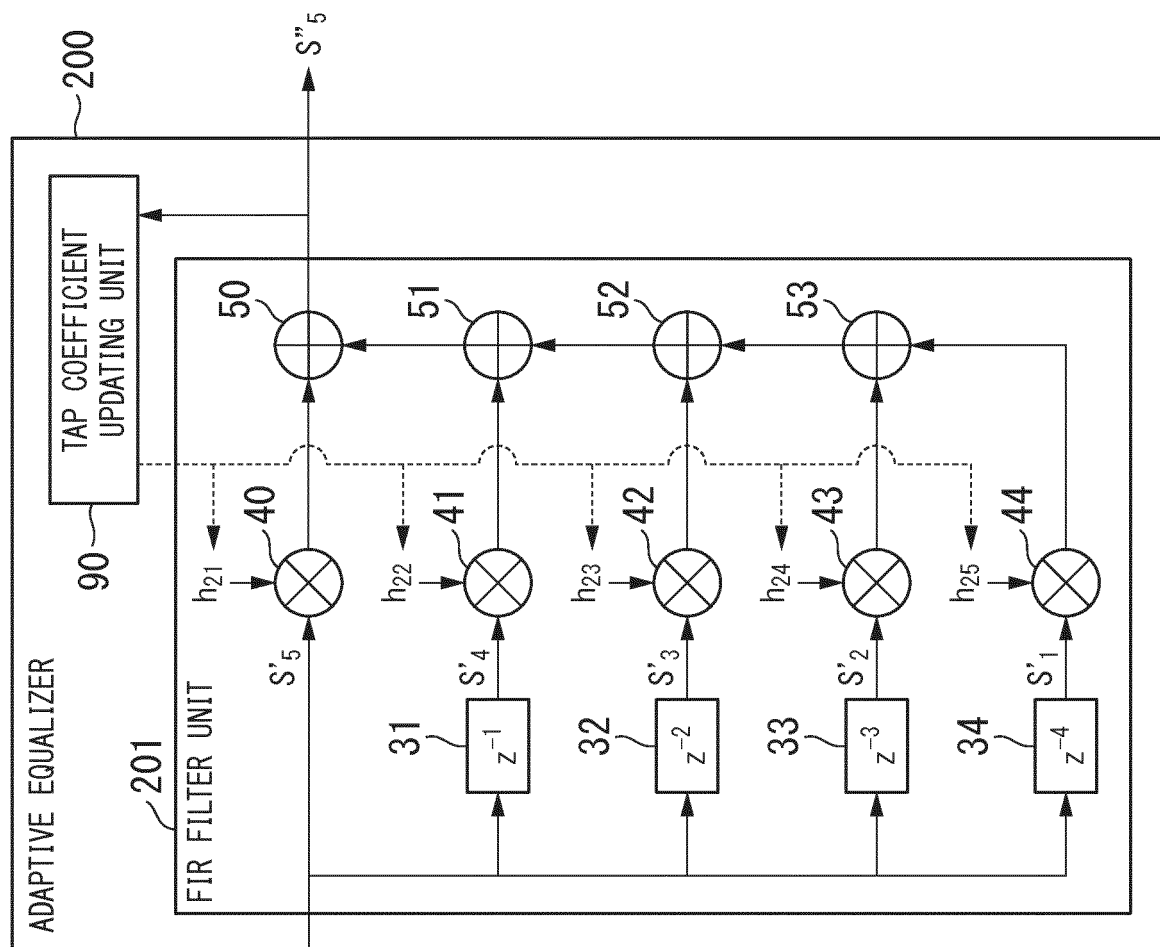 ADAPTIVE EQUALIZER
200
90
TAP COEFFICIENT
UPDATING UNIT
201
FIR FILTER UNIT
S'5
h21
40
50
S"5
31
z-1
S'4
h22
41
51
32
z-2
S'3
h23
42
52
33
z-3
S'2
h24
43
53
34
z-4
S'1
h25
44